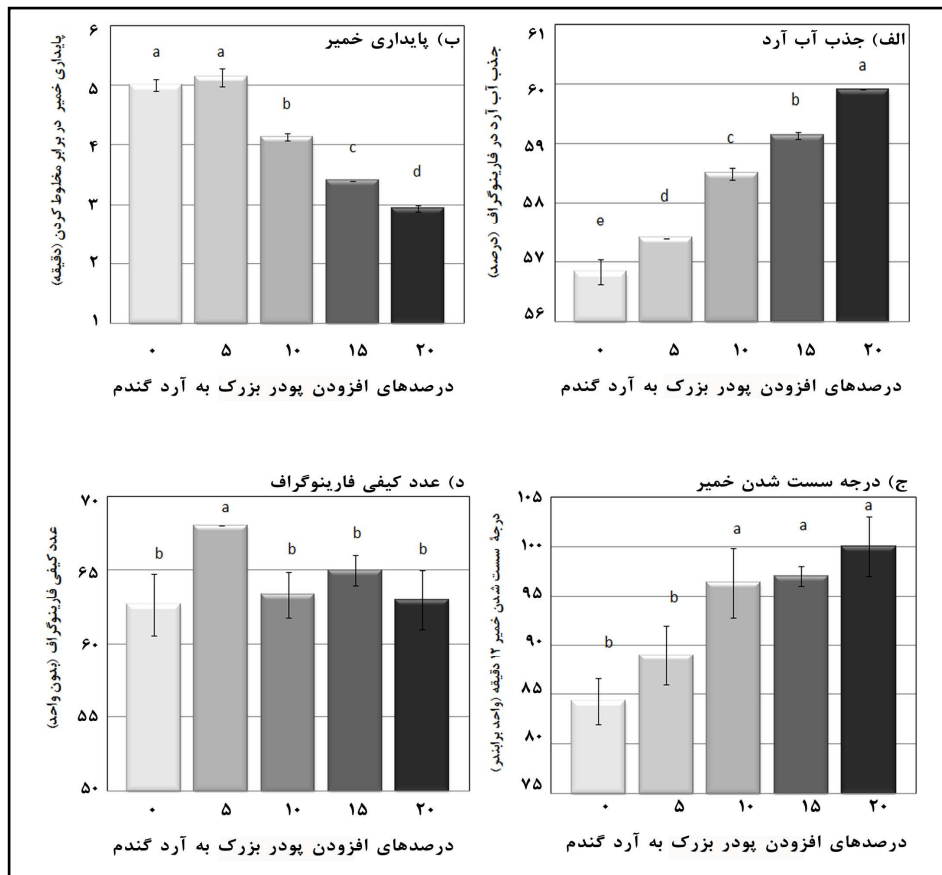 الف) جذب آب آرد
جذب آب آرد در فارینوگراف (درصد)
۶۱
۶۰
۵۹
۵۸
۵۷
۵۶
e
d
c
b
a
۰ ۵ ۱۰ ۱۵ ۲۰
درصدهای افزودن پودر بزرک به آرد گندم
ب) پایداری خمیر
پایداری خمیر در برابر مخلوط کردن (دقیقه)
۶
۵
۴
۳
۲
۱
a
a
b
c
d
۰ ۵ ۱۰ ۱۵ ۲۰
درصدهای افزودن پودر بزرک به آرد گندم
ج) درجه سست شدن خمیر
درجهٔ سست شدن خمیر ۱۲ دقیقه (واحد برابندر)
۱۰۵
۱۰۰
۹۵
۹۰
۸۵
۸۰
۷۵
b
b
a
a
a
۰ ۵ ۱۰ ۱۵ ۲۰
درصدهای افزودن پودر بزرک به آرد گندم
د) عدد کیفی فارینوگراف
عدد کیفی فارینوگراف (بدون واحد)
۷۰
۶۵
۶۰
۵۵
۵۰
b
a
b
b
b
۰ ۵ ۱۰ ۱۵ ۲۰
درصدهای افزودن پودر بزرک به آرد گندم